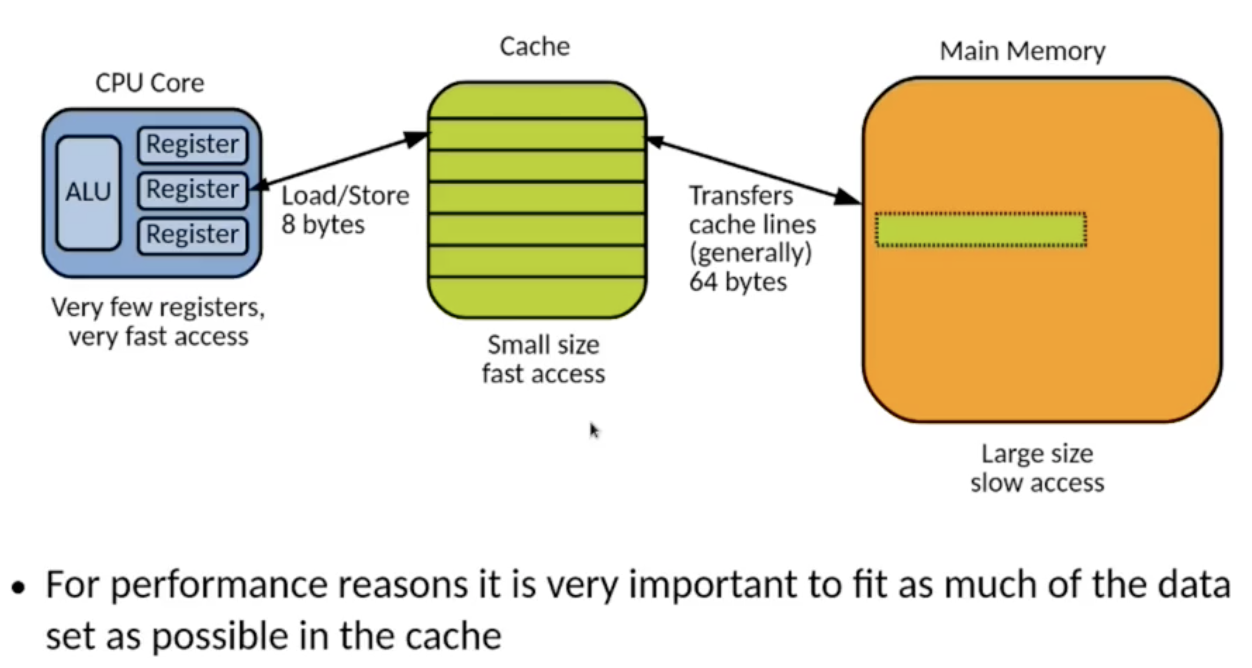 Cache
Main Memory
CPU Core
ALU
Register
Register
Register
Load/Store
8 bytes
Transfers
cache lines
(generally)
64 bytes
Very few registers,
very fast access
Small size
fast access
Large size
slow access
• For performance reasons it is very important to fit as much of the data
set as possible in the cache